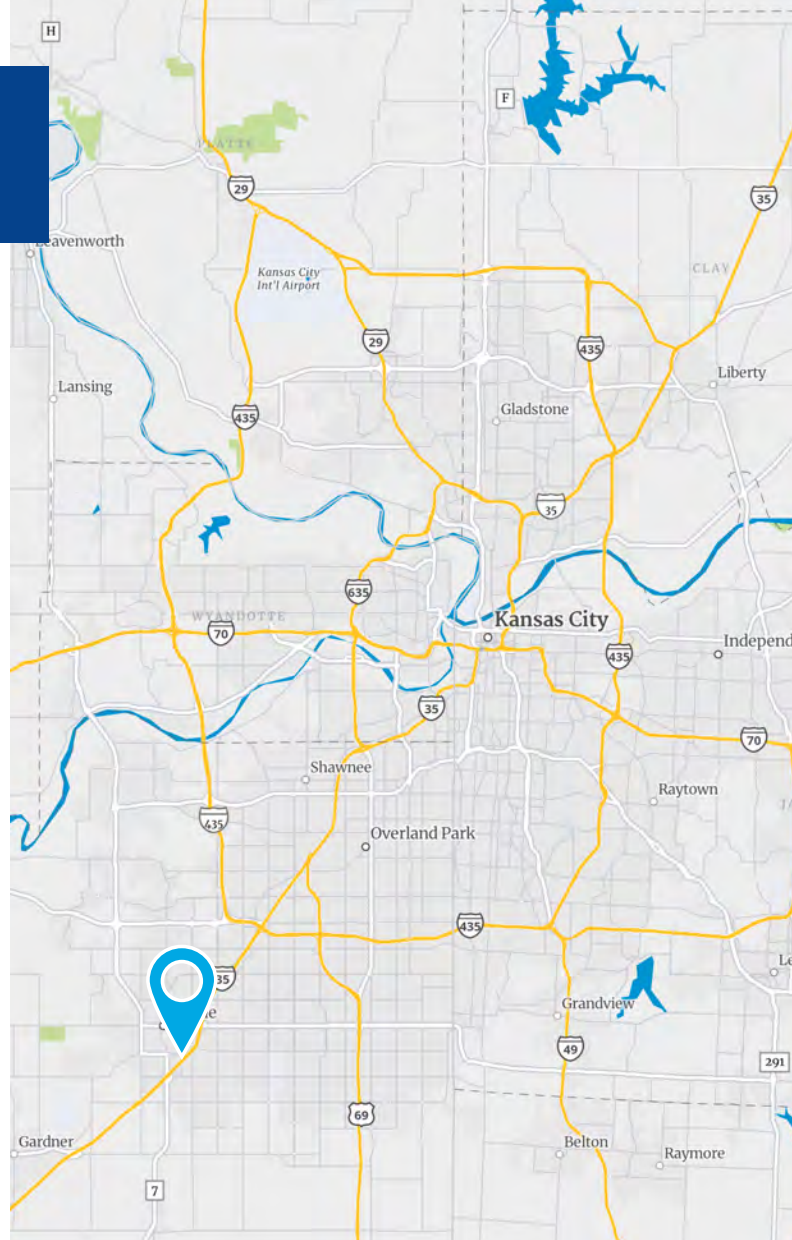 H
F
PLATTE
29
35
Leavenworth
Kansas City
Int'l Airport
CLAY
29
435
Liberty
Lansing
Gladstone
435
35
635
WYANDOTTE
70
Kansas City
435
Independ
35
70
Shawnee
Raytown
435
Overland Park
435
35
Le
Grandview
49
291
69
Gardner
Belton
Raymore
7